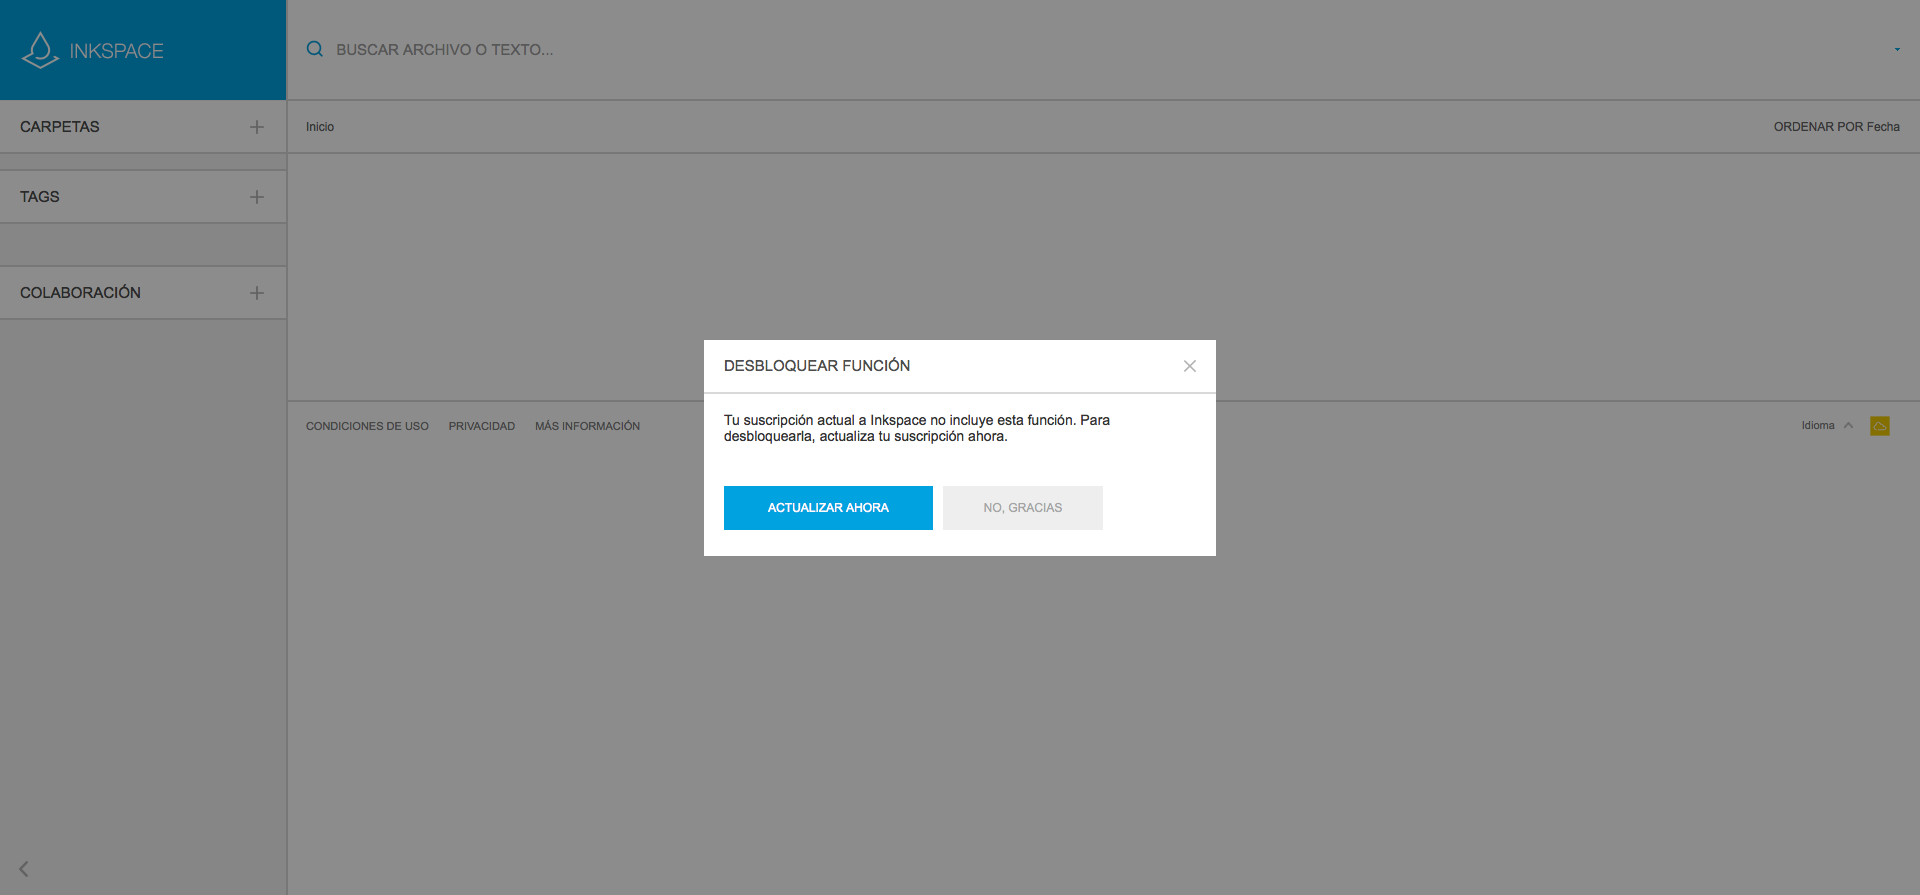 INKSPACE
BUSCAR ARCHIVO O TEXTO...
CARPETAS
Inicio
ORDENAR POR Fecha
TAGS
COLABORACIÓN
DESBLOQUEAR FUNCIÓN
Tu suscripción actual a Inkspace no incluye esta función. Para
desbloquearla, actualiza tu suscripción ahora.
ACTUALIZAR AHORA
NO, GRACIAS
CONDICIONES DE USO
PRIVACIDAD
MÁS INFORMACIÓN
Idioma